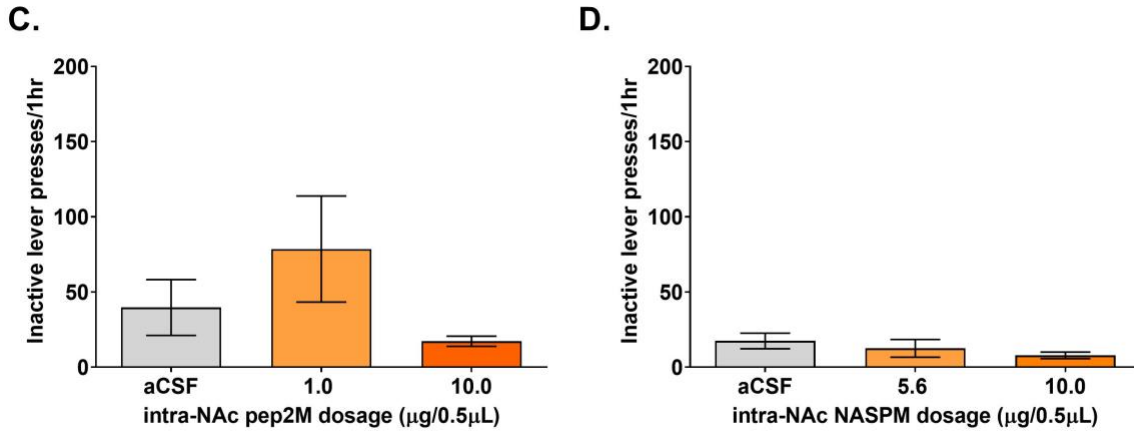 C.
Inactive lever presses/1hr
200
150
100
50
0
aCSF 1.0 10.0
intra-NAc pep2M dosage (μg/0.5μL)
D.
Inactive lever presses/1hr
200
150
100
50
0
aCSF 5.6 10.0
intra-NAc NASPM dosage (μg/0.5μL)